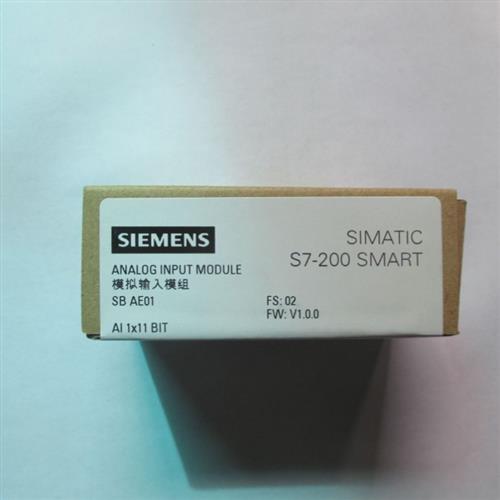 SIEMENS
SIMATIC
S7-200 SMART
ANALOG INPUT MODULE
模拟输入模组
SB AE01
FS: 02
FW: V1.0.0
AI 1x11 BIT